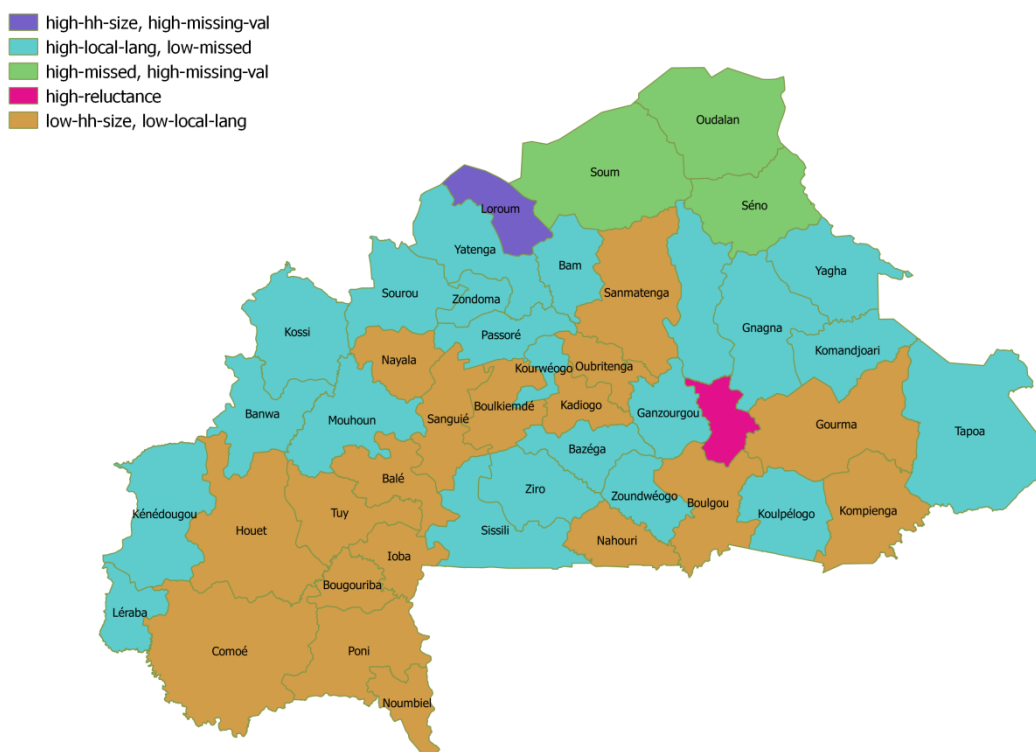 high-hh-size, high-missing-val
high-local-lang, low-missed
high-missed, high-missing-val
high-reluctance
low-hh-size, low-local-lang
Oudalan
Soum
Séno
Loroum
Yatenga
Bam
Yagha
Sourou
Zondoma
Sanmatenga
Gnagna
Kossi
Passoré
Komandjoari
Nayala
Kourwéogo
Oubritenga
Banwa
Mouhoun
Sanguié
Boulkiemdé
Kadiogo
Ganzourgou
Gourma
Tapoa
Bazéga
Balé
Ziro
Zoundwéogo
Boulgou
Kénédougou
Tuy
Koulpélogo
Kompienga
Houet
Sissili
Nahouri
Ioba
Bougouriba
Léraba
Comoé
Poni
Noumbiel